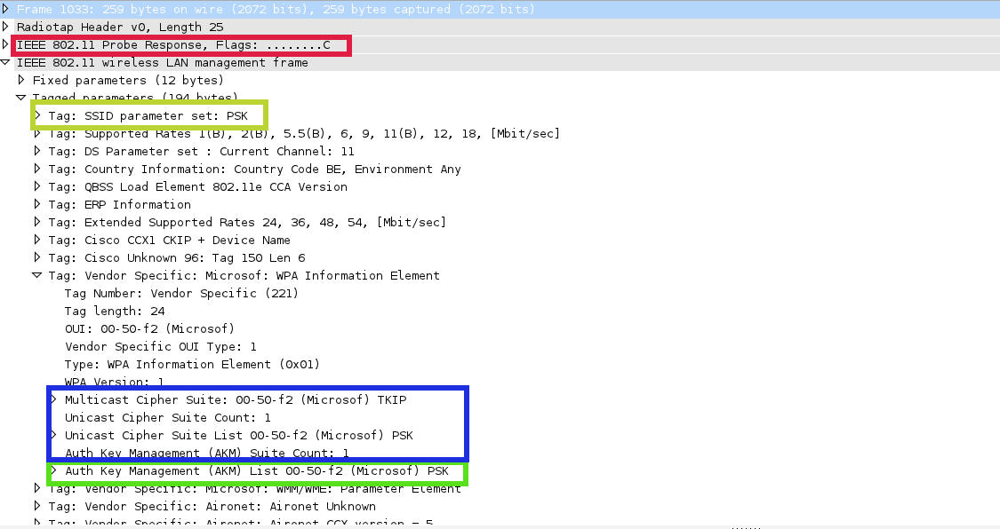 Frame 1033: 259 bytes on wire (2072 bits), 259 bytes captured (2072 bits)
Radiotap Header v0, Length 25
IEEE 802.11 Probe Response, Flags: ........C
IEEE 802.11 wireless LAN management frame
Fixed parameters (12 bytes)
Tagged parameters (194 bytes)
Tag: SSID parameter set: PSK
Tag: Supported Rates 1(B), 2(B), 5.5(B), 6, 9, 11(B), 12, 18, [Mbit/sec]
Tag: DS Parameter set : Current Channel: 11
Tag: Country Information: Country Code BE, Environment Any
Tag: QBSS Load Element 802.11e CCA Version
Tag: ERP Information
Tag: Extended Supported Rates 24, 36, 48, 54, [Mbit/sec]
Tag: Cisco CCX1 CKIP + Device Name
Tag: Cisco Unknown 96: Tag 150 Len 6
Tag: Vendor Specific: Microsof: WPA Information Element
Tag Number: Vendor Specific (221)
Tag length: 24
OUI: 00-50-f2 (Microsof)
Vendor Specific OUI Type: 1
Type: WPA Information Element (0x01)
WPA Version: 1
Multicast Cipher Suite: 00-50-f2 (Microsof) TKIP
Unicast Cipher Suite Count: 1
Unicast Cipher Suite List 00-50-f2 (Microsof) PSK
Auth Key Management (AKM) Suite Count: 1
Auth Key Management (AKM) List 00-50-f2 (Microsof) PSK
Tag: Vendor Specific: Microsof: WMM/WME: Parameter Element
Tag: Vendor Specific: Aironet: Aironet Unknown
Tag: Vendor Specific: Aironet: Aironet CCX version = 5